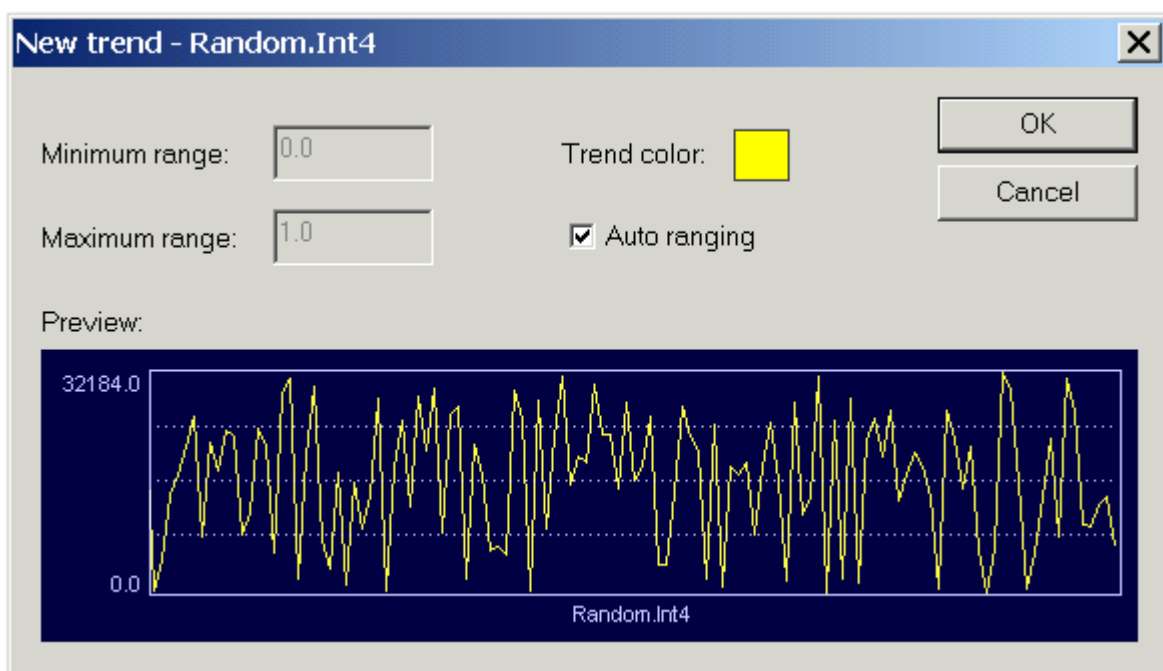 New trend - Random.Int4
Minimum range: 0.0
Trend color:
OK
Cancel
Maximum range: 1.0
Auto ranging
Preview:
32184.0
0.0
Random.Int4